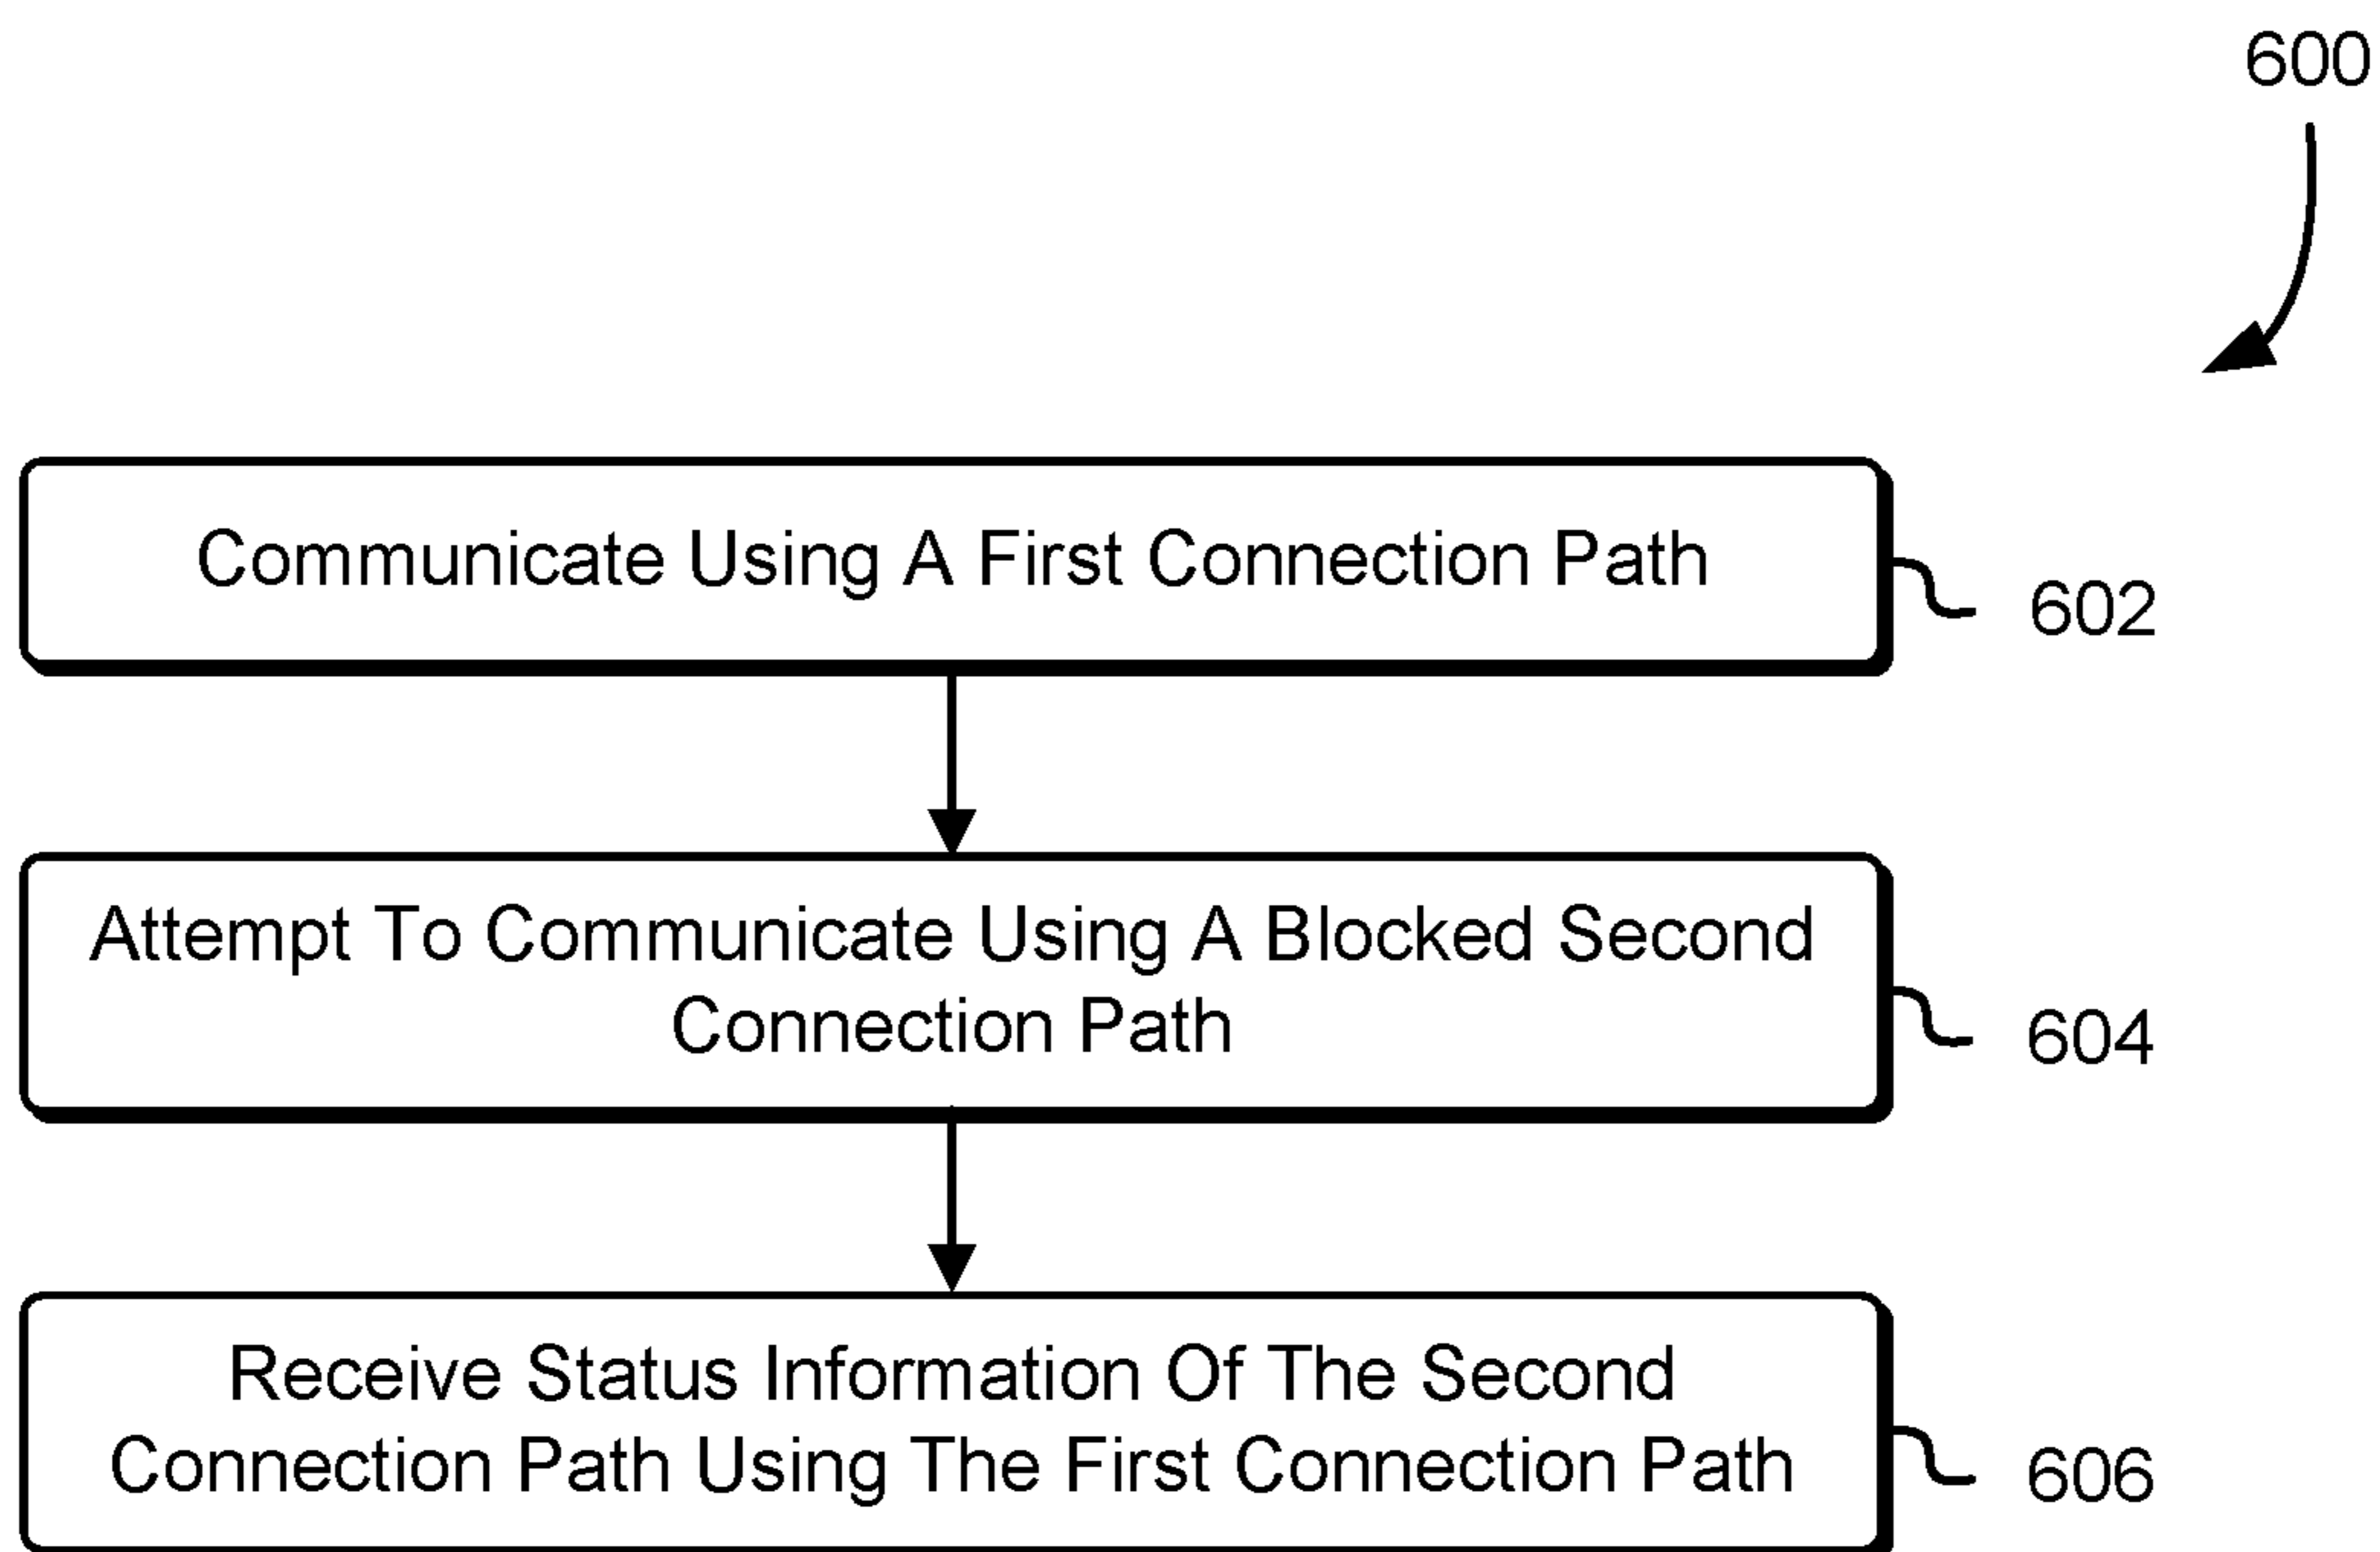 600
Communicate Using A First Connection Path
602
Attempt To Communicate Using A Blocked Second
Connection Path
604
Receive Status Information Of The Second
Connection Path Using The First Connection Path
606